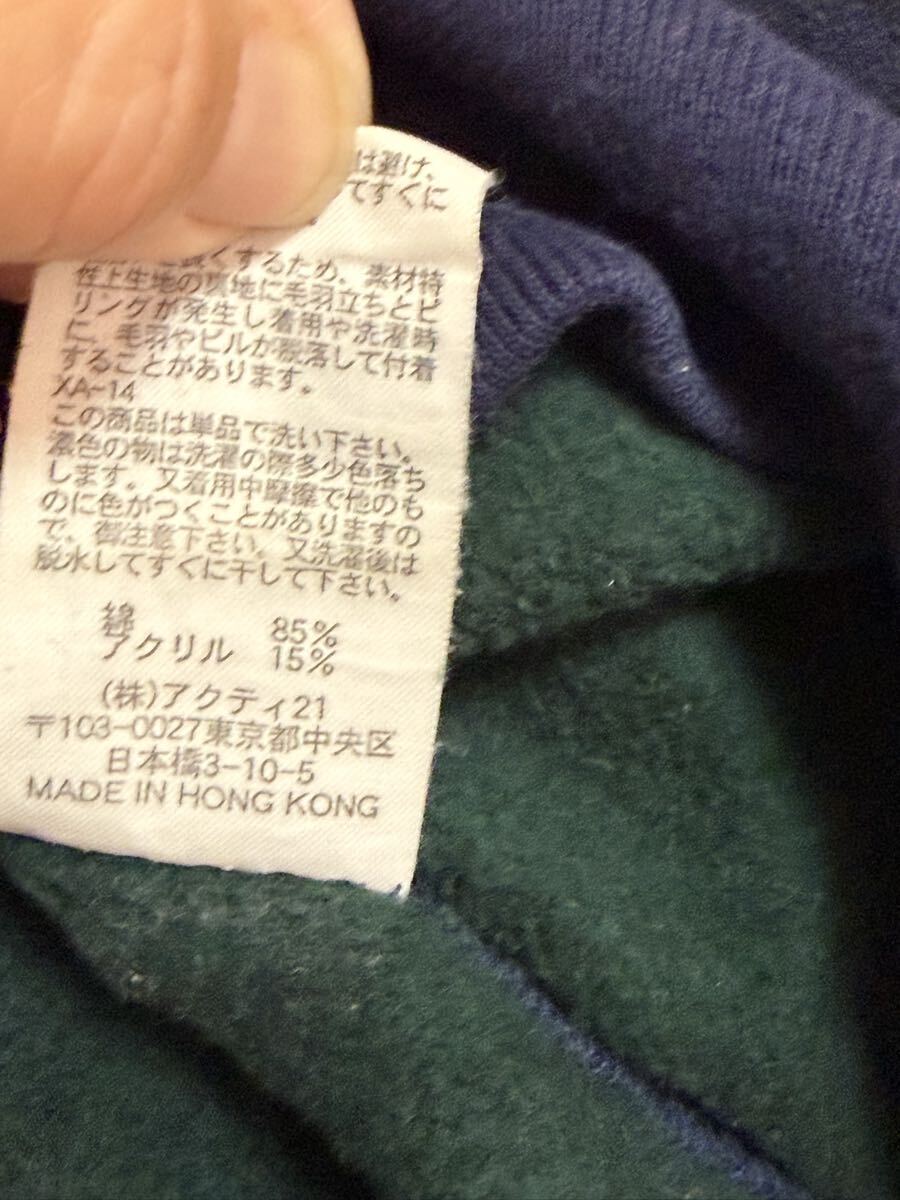 は避け、
てすぐに
くするため、素材特
性上生地の裏地に毛羽立ちとピ
リングが発生し着用や洗濯時
に、毛羽やピルが脱落して付着
することがあります。
XA-14
この商品は単品で洗い下さい。
濃色の物は洗濯の際多少色落ち
します。又着用中摩擦で他のも
のに色がつくことがありますの
で、御注意下さい。又洗濯後は
脱水してすぐに干して下さい。
綿 85%
アクリル 15%
(株)アクティ21
〒103-0027東京都中央区
日本橋3-10-5
MADE IN HONG KONG